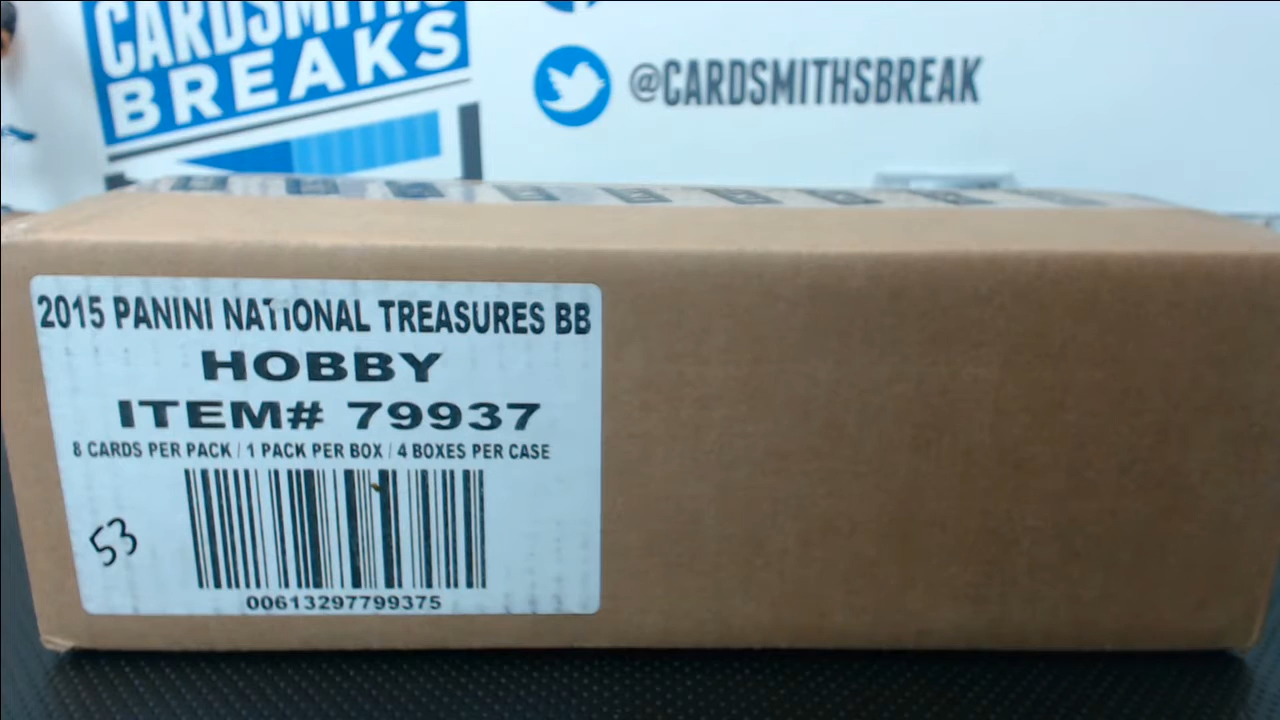 CARDSMITHS
BREAKS
@CARDSMITHSBREAK
2015 PANINI NATIONAL TREASURES BB
HOBBY
ITEM# 79937
8 CARDS PER PACK / 1 PACK PER BOX / 4 BOXES PER CASE
53
00613297799375